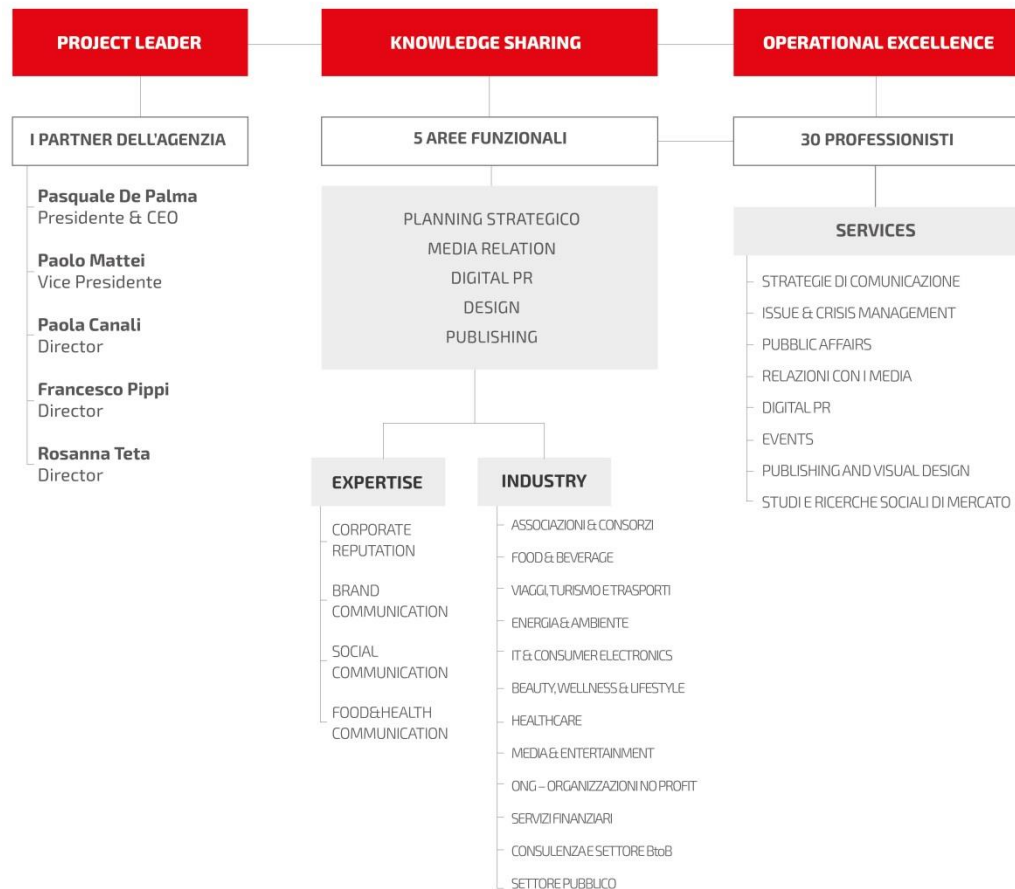 PROJECT LEADER
KNOWLEDGE SHARING
OPERATIONAL EXCELLENCE
I PARTNER DELL'AGENZIA
5 AREE FUNZIONALI
30 PROFESSIONISTI
Pasquale De Palma
Presidente & CEO
Paolo Mattei
Vice Presidente
Paola Canali
Director
Francesco Pippi
Director
Rosanna Teta
Director
PLANNING STRATEGICO
MEDIA RELATION
DIGITAL PR
DESIGN
PUBLISHING
EXPERTISE
CORPORATE
REPUTATION
BRAND
COMMUNICATION
SOCIAL
COMMUNICATION
FOOD&HEALTH
COMMUNICATION
INDUSTRY
ASSOCIAZIONI & CONSORZI
FOOD & BEVERAGE
VIAGGI, TURISMO E TRASPORTI
ENERGIA & AMBIENTE
IT & CONSUMER ELECTRONICS
BEAUTY, WELLNESS & LIFESTYLE
HEALTHCARE
MEDIA & ENTERTAINMENT
ONG – ORGANIZZAZIONI NO PROFIT
SERVIZI FINANZIARI
CONSULENZA E SETTORE BtoB
SETTORE PUBBLICO
SERVICES
STRATEGIE DI COMUNICAZIONE
ISSUE & CRISIS MANAGEMENT
PUBBLIC AFFAIRS
RELAZIONI CON I MEDIA
DIGITAL PR
EVENTS
PUBLISHING AND VISUAL DESIGN
STUDI E RICERCHE SOCIALI DI MERCATO